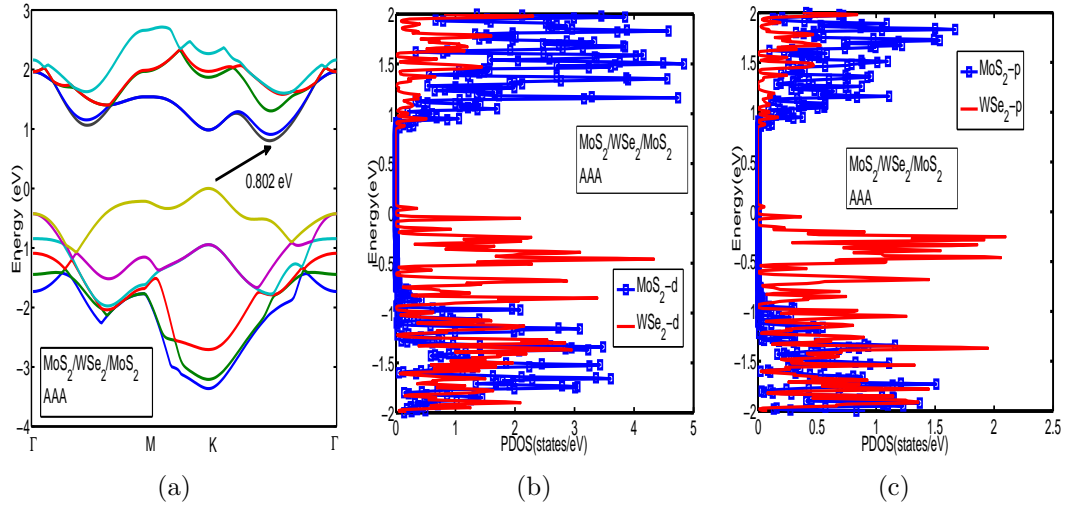 3
2
1
0
−1
−2
−3
−4
Energy (eV)
Γ
M
K
Γ
0.802 eV
MoS2/WSe2/MoS2
AAA
(a)
2
1.5
1
0.5
0
−0.5
−1
−1.5
−2
Energy(eV)
0
1
2
3
4
5
PDOS(states/eV)
MoS2/WSe2/MoS2
AAA
MoS2−d
WSe2−d
(b)
2
1.5
1
0.5
0
−0.5
−1
−1.5
−2
Energy(eV)
0
0.5
1
1.5
2
2.5
PDOS(states/eV)
MoS2−p
WSe2−p
MoS2/WSe2/MoS2
AAA
(c)